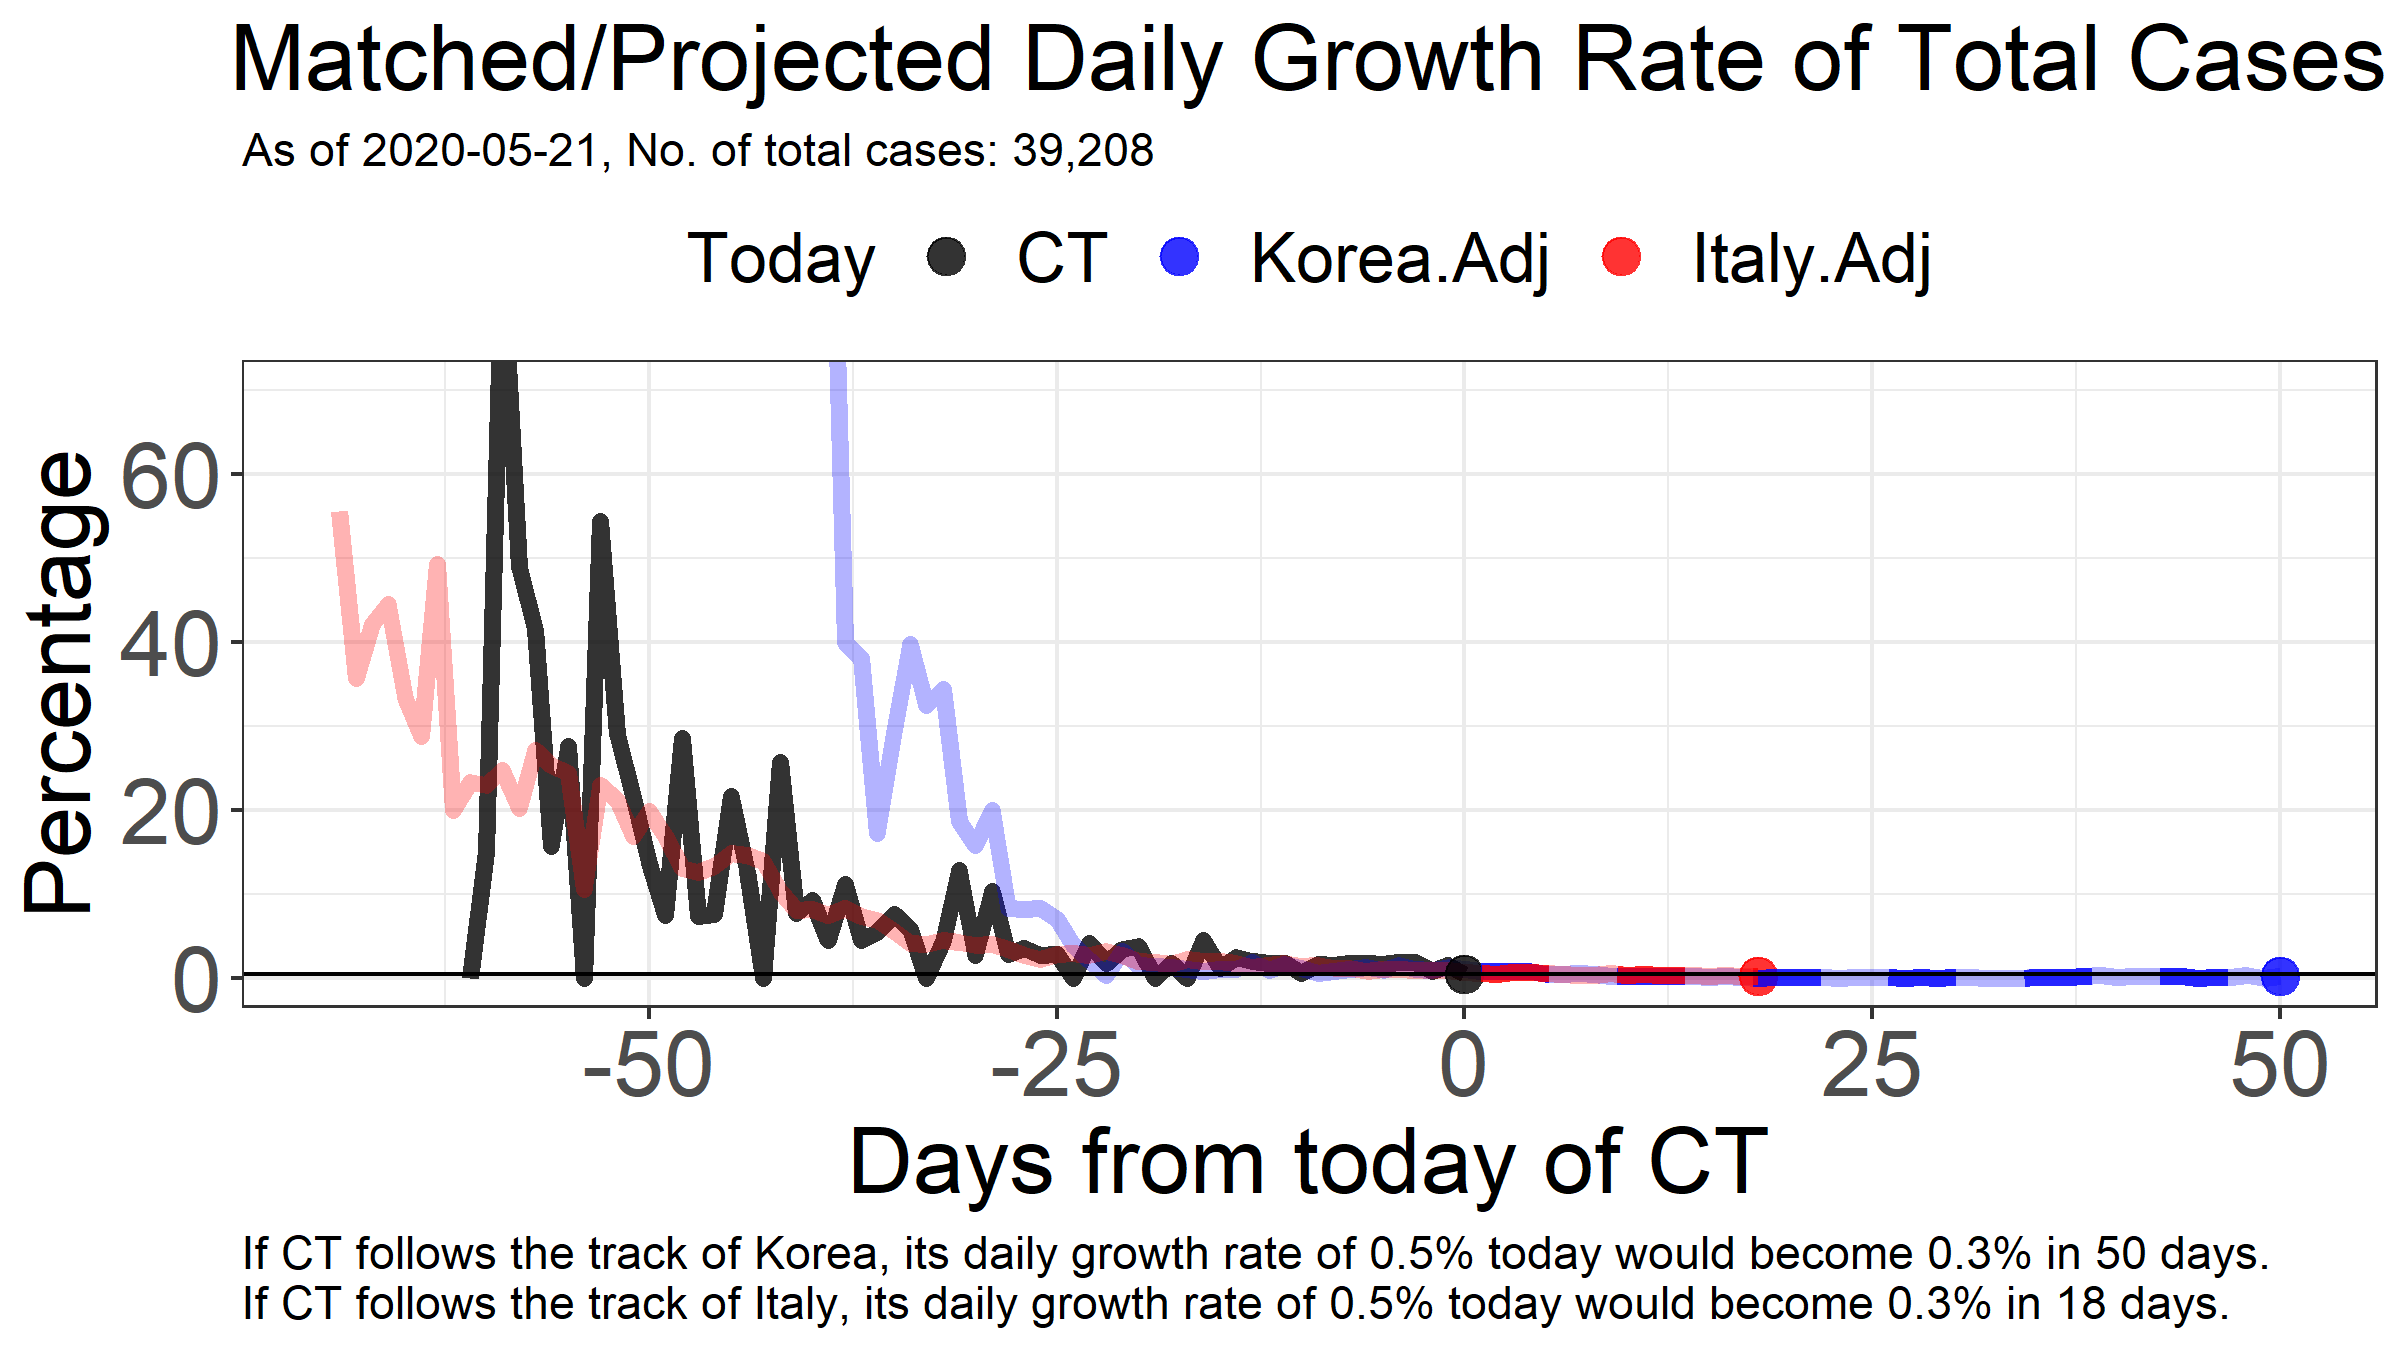 Matched/Projected Daily Growth Rate of Total Cases
As of 2020-05-21, No. of total cases: 39,208
Today CT Korea.Adj Italy.Adj
Percentage
60
40
20
0
-50 -25 0 25 50
Days from today of CT
If CT follows the track of Korea, its daily growth rate of 0.5% today would become 0.3% in 50 days.
If CT follows the track of Italy, its daily growth rate of 0.5% today would become 0.3% in 18 days.